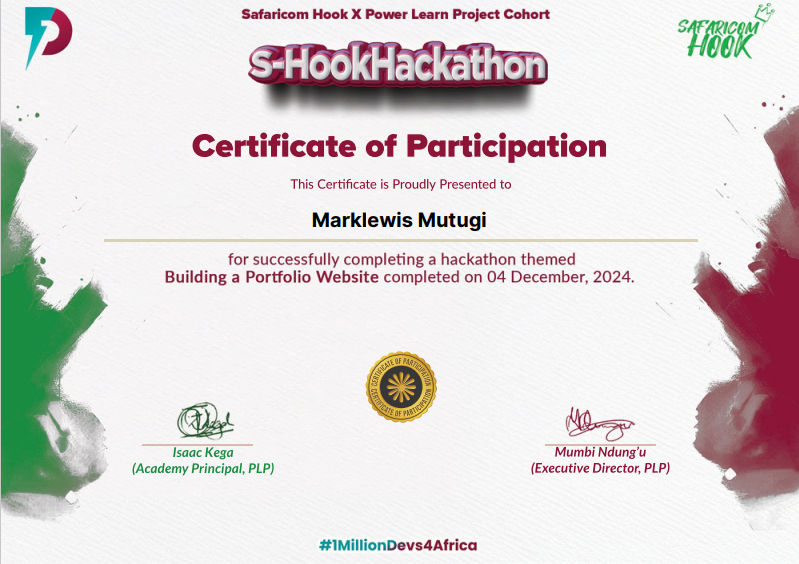 Safaricom Hook X Power Learn Project Cohort
SAFARICOM
HOOK
S-HookHackathon
Certificate of Participation
This Certificate is Proudly Presented to
Marklewis Mutugi
for successfully completing a hackathon themed
Building a Portfolio Website completed on 04 December, 2024.
CERTIFICATE OF PARTICIPATION
CERTIFICATE OF PARTICIPATION
Isaac Kega
(Academy Principal, PLP)
Mumbi Ndung'u
(Executive Director, PLP)
#1MillionDevs4Africa